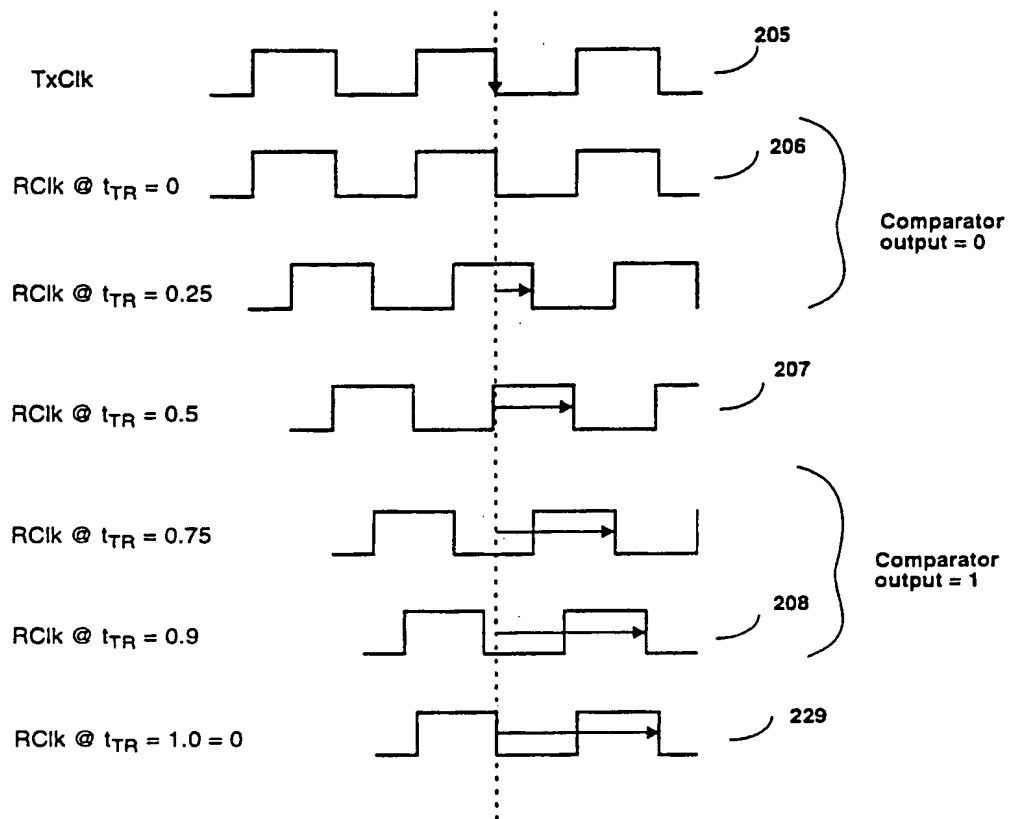 205
TxClk
206
RClk @ tTR = 0
Comparator
output = 0
RClk @ tTR = 0.25
207
RClk @ tTR = 0.5
RClk @ tTR = 0.75
Comparator
output = 1
208
RClk @ tTR = 0.9
229
RClk @ tTR = 1.0 = 0